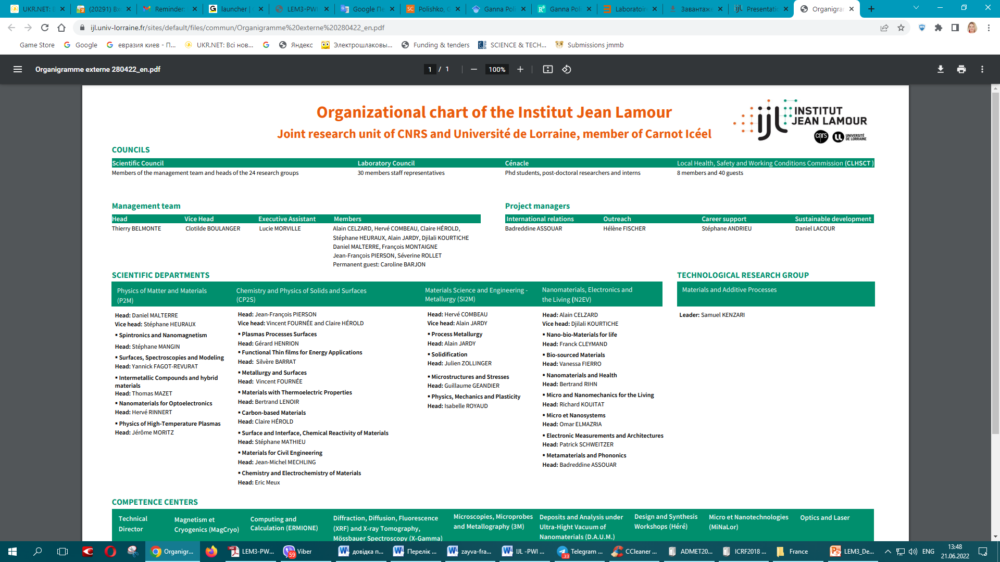 UKR.NET: В
(20291) Вх
Reminder:
launcher |
LEM3-PW
Google Пе
Polishko, G
Ganna Poli
Ganna Poli
Laboratoir
Завантаже
Presentatio
Organigra
ijl.univ-lorraine.fr/sites/default/files/commun/Organigramme%20externe%20280422_en.pdf
Game Store
Google
евразия киев - П...
UKR.NET: Всі нов...
Яндекс
Электрошлаковы...
Funding & tenders
SCIENCE & TECH...
Submissions jmmb
Organigramme externe 280422_en.pdf
1 / 1
100%
Organizational chart of the Institut Jean Lamour
Joint research unit of CNRS and Université de Lorraine, member of Carnot Icéel
ijl INSTITUT
JEAN LAMOUR
cnrs
UNIVERSITÉ
DE LORRAINE
COUNCILS
Scientific Council
Members of the management team and heads of the 24 research groups
Laboratory Council
30 members staff representatives
Cénacle
Phd students, post-doctoral researchers and interns
Local Health, Safety and Working Conditions Commission (CLHSCT )
8 members and 40 guests
Management team
Head
Thierry BELMONTE
Vice Head
Clotilde BOULANGER
Executive Assistant
Lucie MORVILLE
Members
Alain CELZARD, Hervé COMBEAU, Claire HÉROLD,
Stéphane HEURAUX, Alain JARDY, Djilali KOURTICHE
Daniel MALTERRE, François MONTAIGNE
Jean-François PIERSON, Séverine ROLLET
Permanent guest: Caroline BARJON
Project managers
International relations
Badreddine ASSOUAR
Outreach
Hélène FISCHER
Career support
Stéphane ANDRIEU
Sustainable development
Daniel LACOUR
SCIENTIFIC DEPARTMENTS
Physics of Matter and Materials
(P2M)
Head: Daniel MALTERRE
Vice head: Stéphane HEURAUX
▪ Spintronics and Nanomagnetism
Head: Stéphane MANGIN
▪ Surfaces, Spectroscopies and Modeling
Head: Yannick FAGOT-REVURAT
▪ Intermetallic Compounds and hybrid
materials
Head: Thomas MAZET
▪ Nanomaterials for Optoelectronics
Head: Hervé RINNERT
▪ Physics of High-Temperature Plasmas
Head: Jérôme MORITZ
Chemistry and Physics of Solids and Surfaces
(CP2S)
Head: Jean-François PIERSON
Vice head: Vincent FOURNÉE and Claire HÉROLD
▪ Plasmas Processes Surfaces
Head: Gérard HENRION
▪ Functional Thin films for Energy Applications
Head: Silvère BARRAT
▪ Metallurgy and Surfaces
Head: Vincent FOURNÉE
▪ Materials with Thermoelectric Properties
Head: Bertrand LENOIR
▪ Carbon-based Materials
Head: Claire HÉROLD
▪ Surface and Interface, Chemical Reactivity of Materials
Head: Stéphane MATHIEU
▪ Materials for Civil Engineering
Head: Jean-Michel MECHLING
▪ Chemistry and Electrochemistry of Materials
Head: Eric Meux
Materials Science and Engineering -
Metallurgy (SI2M)
Head: Hervé COMBEAU
Vice head: Alain JARDY
▪ Process Metallurgy
Head: Alain JARDY
▪ Solidification
Head: Julien ZOLLINGER
▪ Microstructures and Stresses
Head: Guillaume GEANDIER
▪ Physics, Mechanics and Plasticity
Head: Isabelle ROYAUD
Nanomaterials, Electronics and
the Living (N2EV)
Head: Alain CELZARD
Vice head: Djilali KOURTICHE
▪ Nano-bio-Materials for life
Head: Franck CLEYMAND
▪ Bio-sourced Materials
Head: Vanessa FIERRO
▪ Nanomaterials and Health
Head: Bertrand RIHN
▪ Micro and Nanomechanics for the Living
Head: Richard KOUITAT
▪ Micro et Nanosystems
Head: Omar ELMAZRIA
▪ Electronic Measurements and Architectures
Head: Patrick SCHWEITZER
▪ Metamaterials and Phononics
Head: Badreddine ASSOUAR
TECHNOLOGICAL RESEARCH GROUP
Materials and Additive Processes
Leader: Samuel KENZARI
COMPETENCE CENTERS
Technical
Director
Magnetism et
Cryogenics (MagCryo)
Computing and
Calculation (ERMIONE)
Diffraction, Diffusion, Fluorescence
(XRF) and X-ray Tomography,
Mössbauer Spectroscopy (X-Gamma)
Microscopies, Microprobes
and Metallography (3M)
Deposits and Analysis under
Ultra-Hight Vacuum of
Nanomaterials (D.A.U.M.)
Design and Synthesis
Workshops (Héré)
Micro et Nanotechnologies
(MiNaLor)
Optics and Laser
Organigr...
LEM3-PW...
59
Viber
довідка п...
Перелік ...
zayva-fra...
IJL -PWI ...
.33
Telegram ...
CCleaner ...
ADMET20...
ICRF2018 ...
France
LEM3_De...
ENG
13:48
21.06.2022